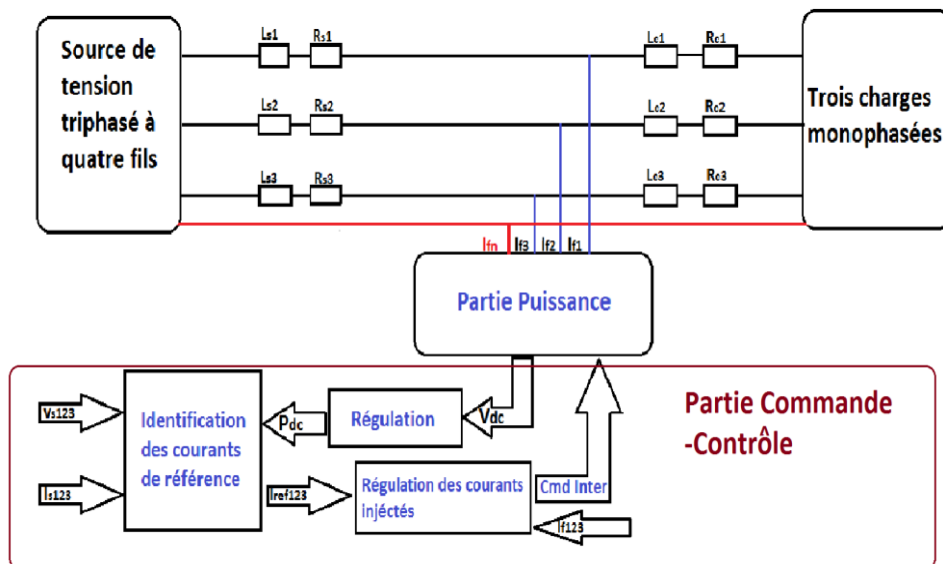 Source de
tension
triphasé à
quatre fils
Ls1
Rs1
Lc1
Rc1
Ls2
Rs2
Lc2
Rc2
Ls3
Rs3
Lc3
Rc3
Trois charges
monophasées
Ifn
If3
If2
If1
Partie Puissance
Vs123
Is123
Identification
des courants
de référence
Pdc
Régulation
Vdc
Iref123
Régulation des courants
injéctés
Cmd Inter
If123
Partie Commande
-Contrôle